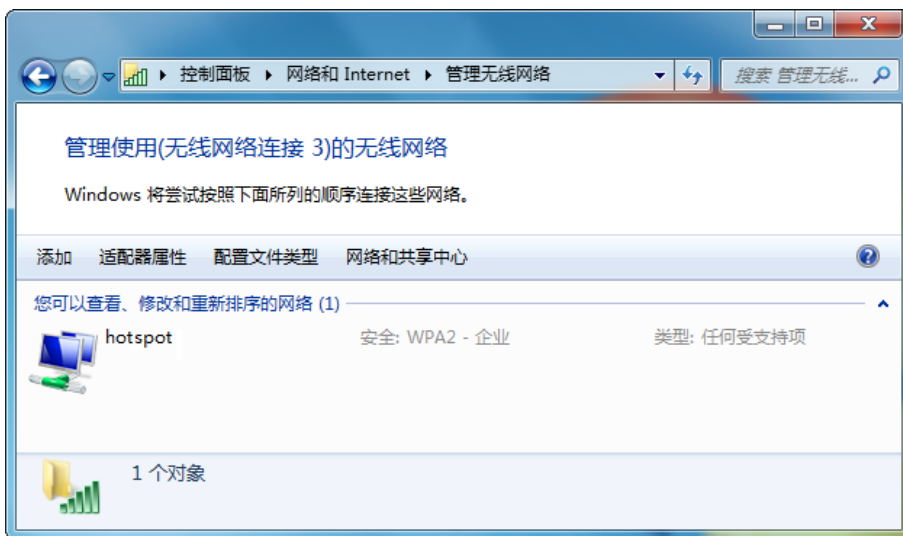 控制面板 ▸ 网络和 Internet ▸ 管理无线网络 搜索 管理无线...
管理使用(无线网络连接 3)的无线网络
Windows 将尝试按照下面所列的顺序连接这些网络。
添加 适配器属性 配置文件类型 网络和共享中心
您可以查看、修改和重新排序的网络 (1)
hotspot 安全: WPA2 - 企业 类型: 任何受支持项
1 个对象